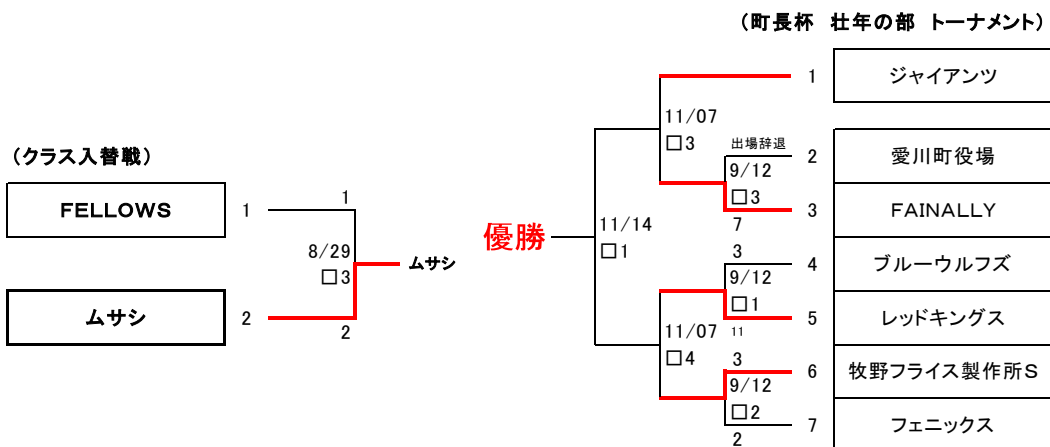 (町長杯 壮年の部 トーナメント)
1 ジャイアンツ
11/07
□3
出場辞退
2 愛川町役場
9/12
□3
3 FAINALLY
7
(クラス入替戦)
FELLOWS 1
1
8/29
□3
ムサシ
ムサシ 2
2
優勝
11/14
□1
3
4 ブルーウルフズ
9/12
□1
5 レッドキングス
11
11/07
□4
3
6 牧野フライス製作所S
9/12
□2
7 フェニックス
2